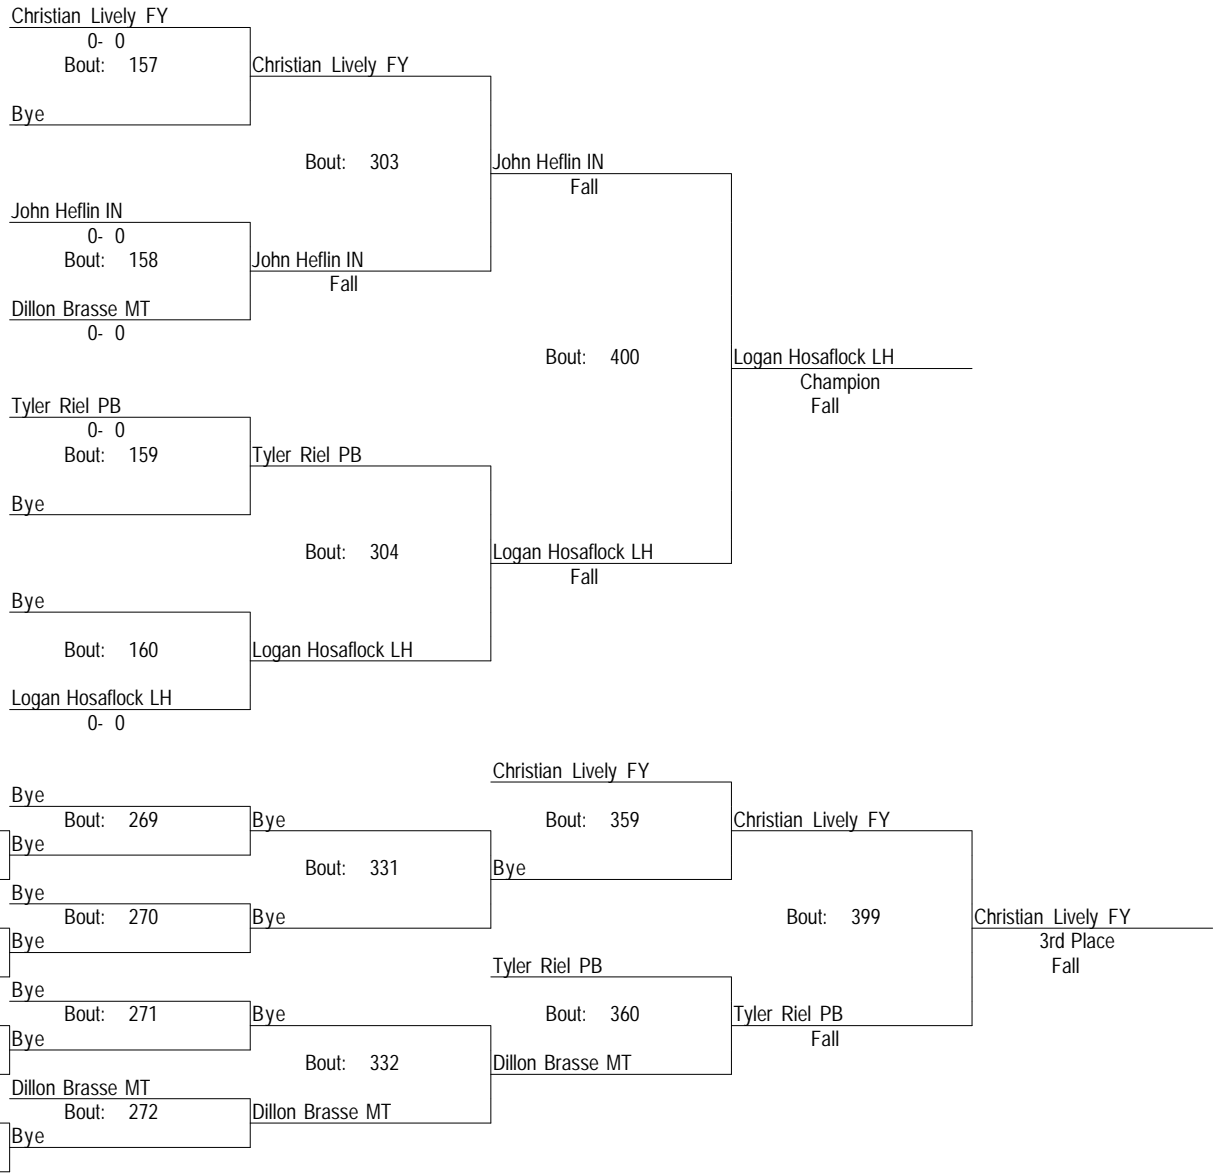 Christian Lively FY
0- 0
Bout: 157
Christian Lively FY
Bye
Bout: 303
John Heflin IN
Fall
John Heflin IN
0- 0
Bout: 158
John Heflin IN
Fall
Dillon Brasse MT
0- 0
Bout: 400
Logan Hosaflock LH
Champion
Fall
Tyler Riel PB
0- 0
Bout: 159
Tyler Riel PB
Bye
Bout: 304
Logan Hosaflock LH
Fall
Bye
Bout: 160
Logan Hosaflock LH
Logan Hosaflock LH
0- 0
Christian Lively FY
Bye
Bout: 269
Bye
Bout: 359
Christian Lively FY
Bye
Bout: 331
Bye
Bye
Bout: 270
Bye
Bout: 399
Christian Lively FY
3rd Place
Fall
Bye
Tyler Riel PB
Bye
Bout: 271
Bye
Bout: 360
Tyler Riel PB
Fall
Bye
Bout: 332
Dillon Brasse MT
Dillon Brasse MT
Bout: 272
Dillon Brasse MT
Bye